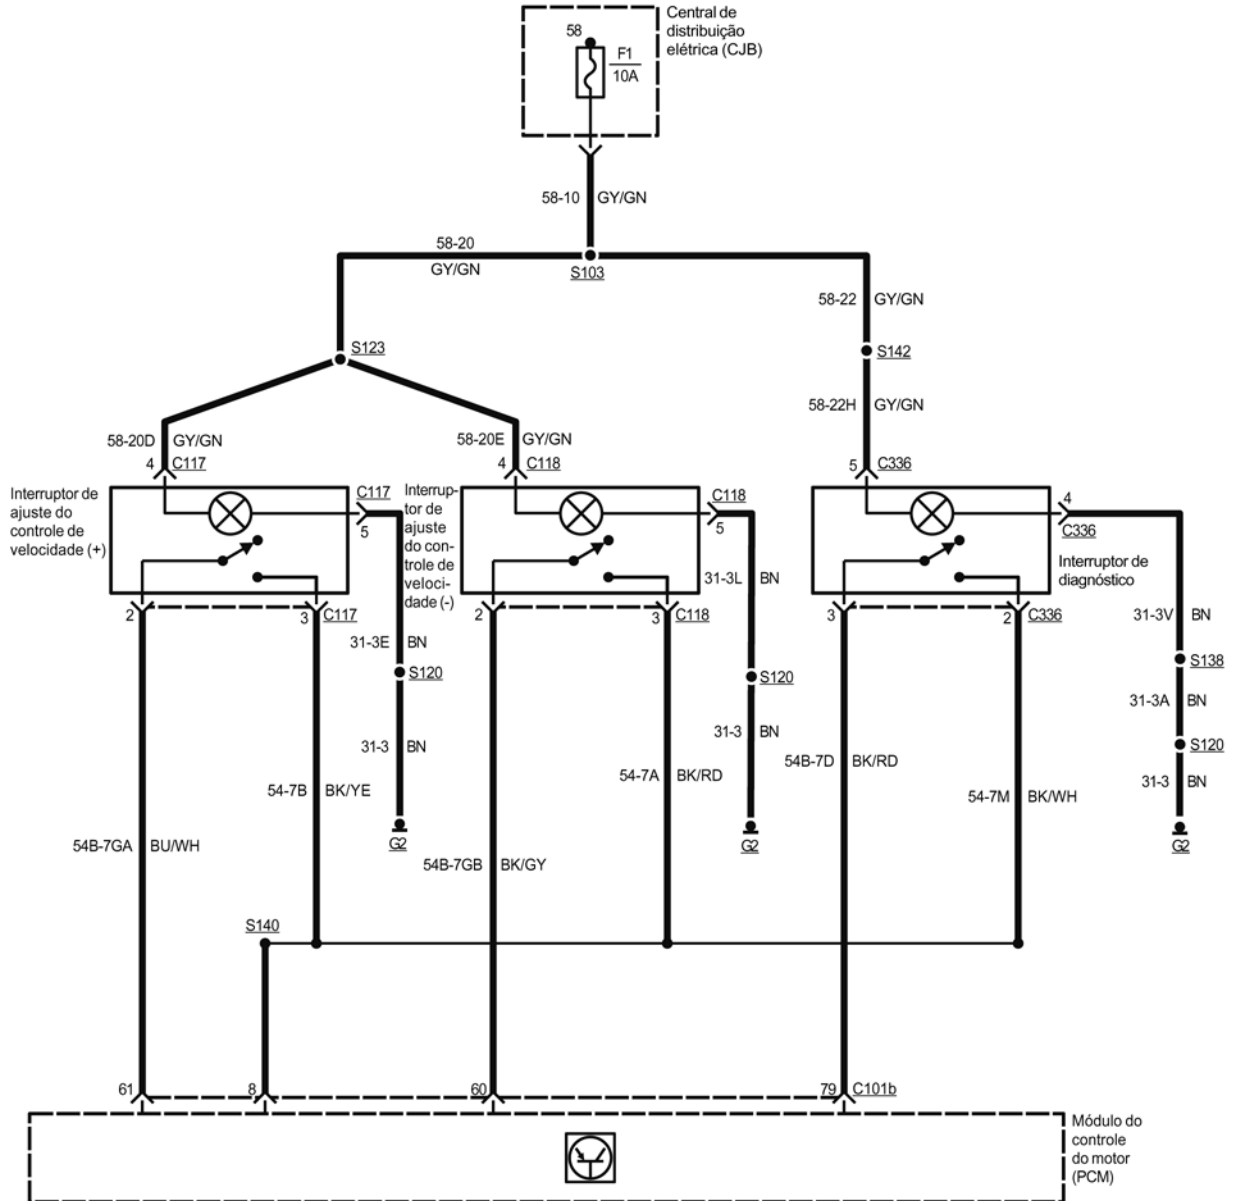 Central de
distribuição
elétrica (CJB)
58
F1
10A
58-10 GY/GN
58-20
GY/GN
S103
58-22 GY/GN
S123
S142
58-22H GY/GN
58-20D GY/GN
58-20E GY/GN
4 C117
4 C118
5 C336
Interruptor de
ajuste do
controle de
velocidade (+)
C117
5
Interrup-
tor de
ajuste
do con-
trole de
veloci-
dade (-)
C118
5
4
C336
Interruptor de
diagnóstico
2
3 C117
2
3 C118
3
2 C336
31-3E BN
S120
31-3 BN
G2
31-3L BN
S120
31-3 BN
G2
31-3V BN
S138
31-3A BN
S120
31-3 BN
G2
54-7B BK/YE
54-7A BK/RD
54B-7D BK/RD
54-7M BK/WH
54B-7GA BU/WH
54B-7GB BK/GY
S140
61
8
60
79 C101b
Módulo do
controle
do motor
(PCM)